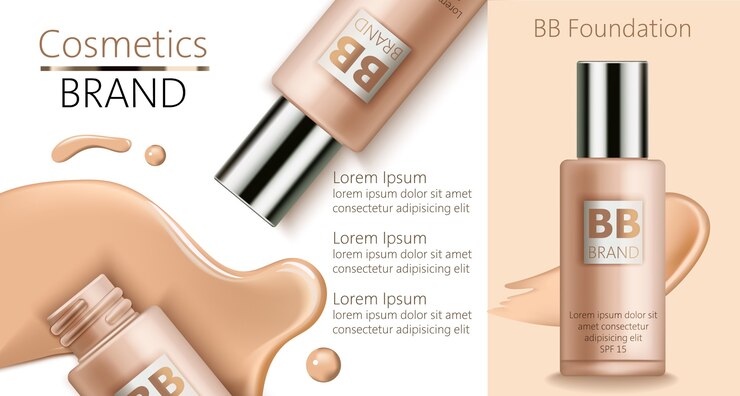 Cosmetics
BRAND
BB
BRAND
Lorem
Lorem Ipsum
lorem ipsum dolor sit amet
consectetur adipisicing elit
Lorem Ipsum
lorem ipsum dolor sit amet
consectetur adipisicing elit
Lorem Ipsum
lorem ipsum dolor sit amet
consectetur adipisicing elit
BB
BB Foundation
BB
BRAND
Lorem ipsum dolor sit
amet consectetur
adipisicing elit
SPF 15